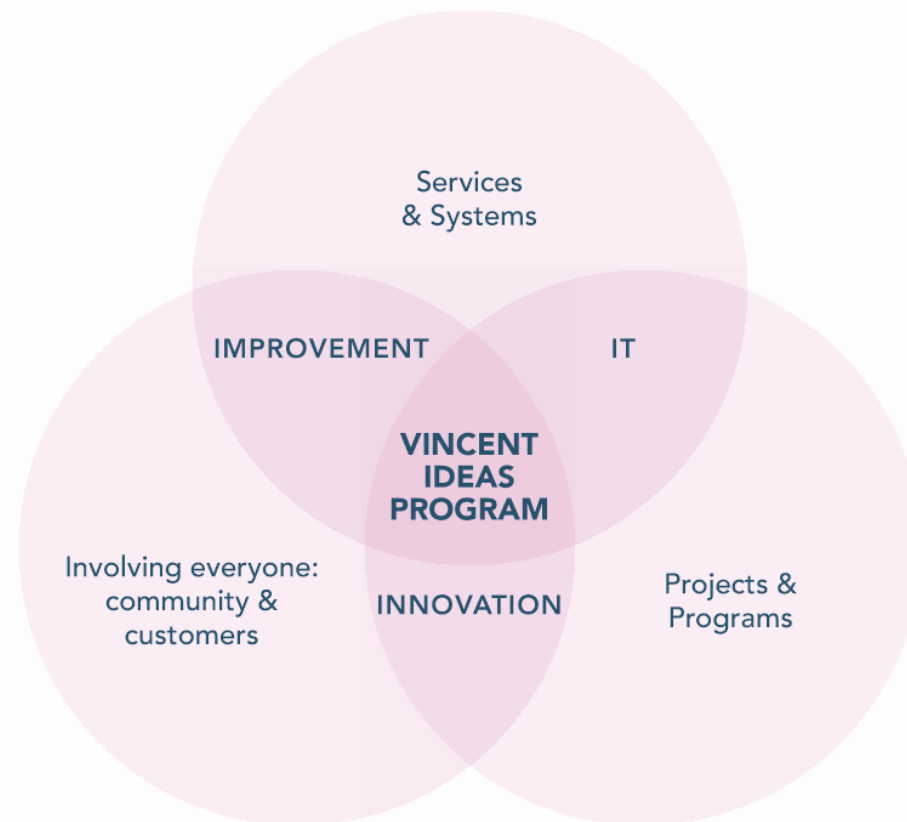 Services
& Systems
IMPROVEMENT
IT
VINCENT
IDEAS
PROGRAM
Involving everyone:
community &
customers
INNOVATION
Projects &
Programs